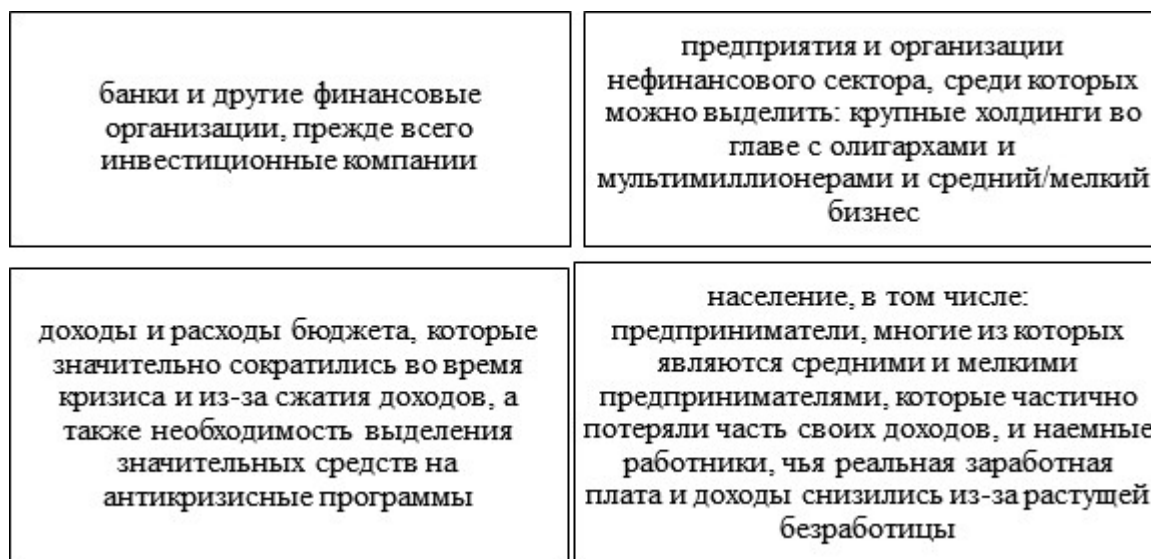 банки и другие финансовые
организации, прежде всего
инвестиционные компании
предприятия и организации
нефинансового сектора, среди которых
можно выделить: крупные холдинги во
главе с олигархами и
мультимиллионерами и средний/мелкий
бизнес
доходы и расходы бюджета, которые
значительно сократились во время
кризиса и из-за сжатия доходов, а
также необходимость выделения
значительных средств на
антикризисные программы
население, в том числе:
предприниматели, многие из которых
являются средними и мелкими
предпринимателями, которые частично
потеряли часть своих доходов, и наемные
работники, чья реальная заработная
плата и доходы снизились из-за растущей
безработицы